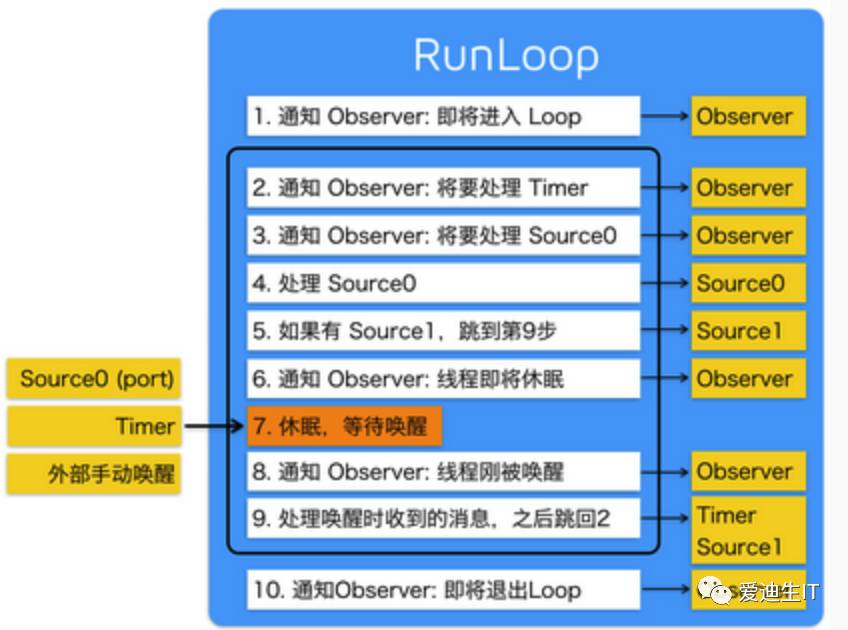 RunLoop
1. 通知 Observer: 即将进入 Loop
Observer
2. 通知 Observer: 将要处理 Timer
Observer
3. 通知 Observer: 将要处理 Source0
Observer
4. 处理 Source0
Source0
5. 如果有 Source1，跳到第9步
Source1
Source0 (port)
6. 通知 Observer: 线程即将休眠
Observer
Timer
7. 休眠，等待唤醒
外部手动唤醒
8. 通知 Observer: 线程刚被唤醒
Observer
9. 处理唤醒时收到的消息，之后跳回2
Timer
Source1
10. 通知Observer: 即将退出Loop
爱迪生IT